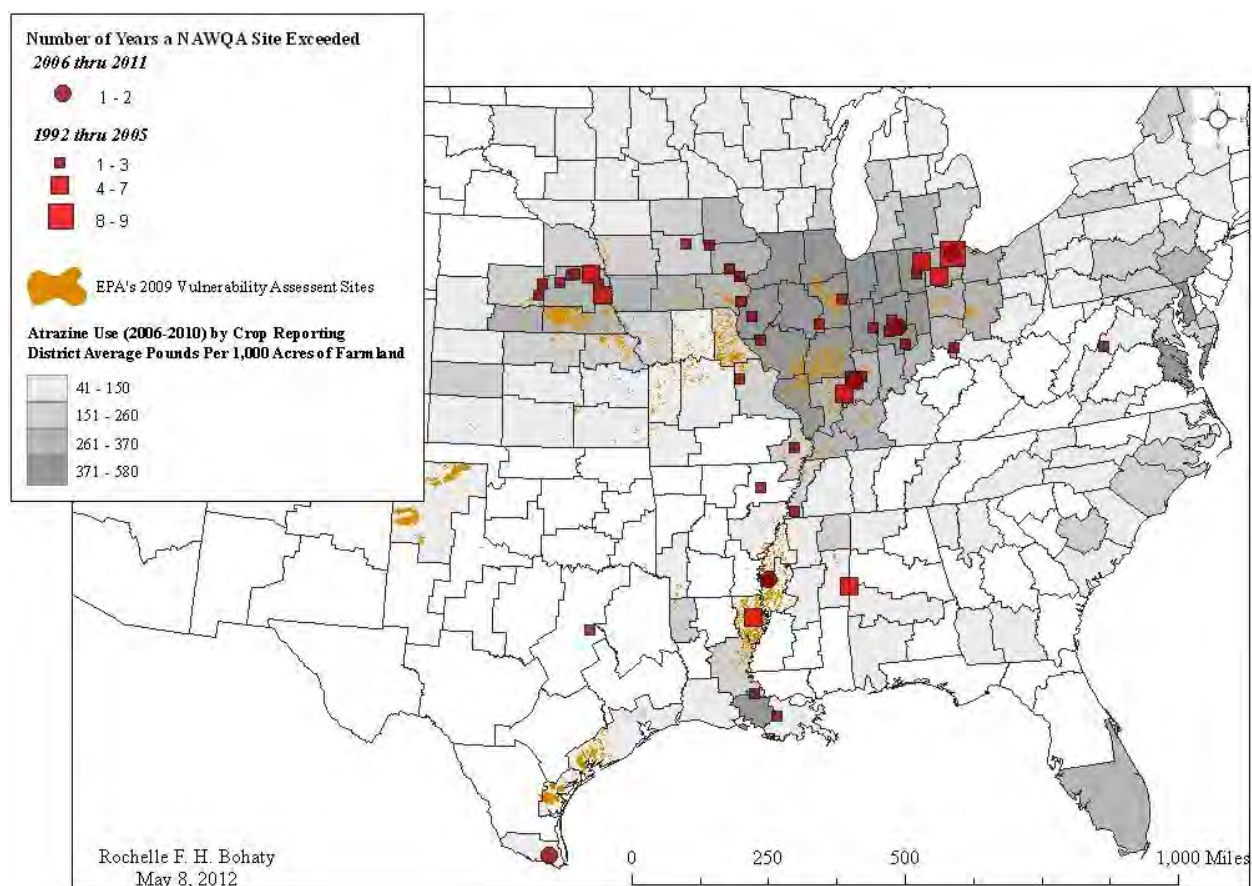 Number of Years a NAWQA Site Exceeded
2006 thru 2011
1 - 2
1992 thru 2005
1 - 3
4 - 7
8 - 9
EPA's 2009 Vulnerability Assessent Sites
Atrazine Use (2006-2010) by Crop Reporting
District Average Pounds Per 1,000 Acres of Farmland
41 - 150
151 - 260
261 - 370
371 - 580
Rochelle F. H. Bohaty
May 8, 2012
0 250 500 1,000 Miles